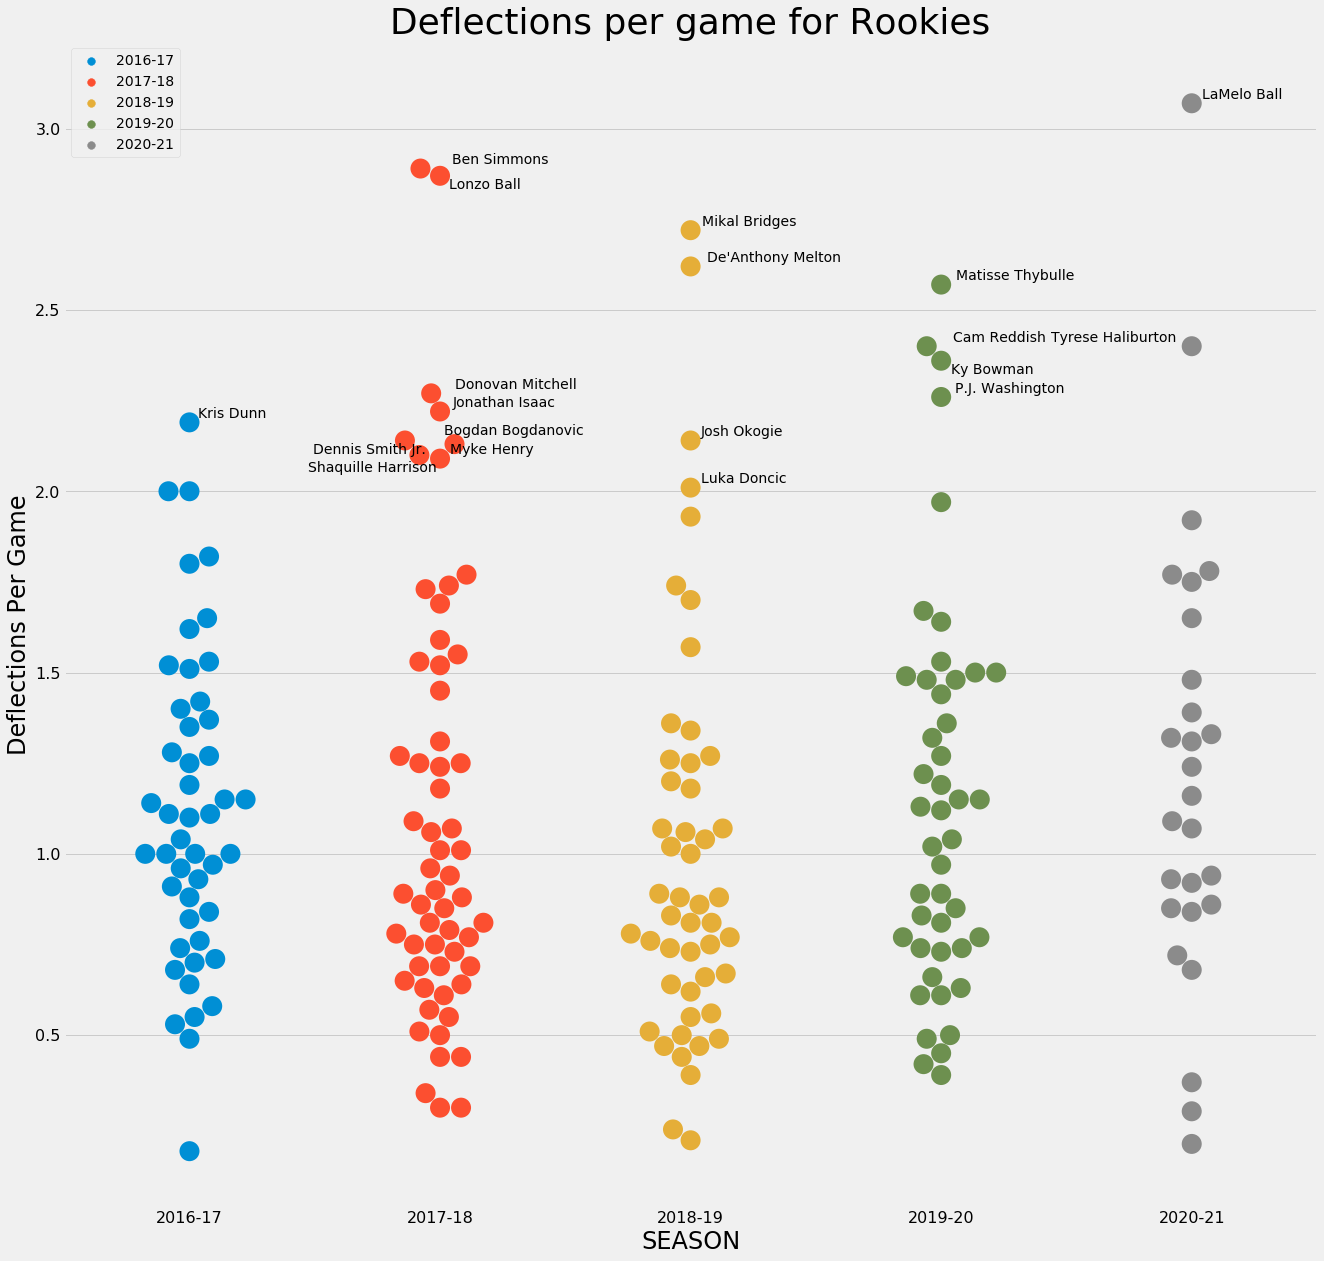 Deflections per game for Rookies
2016-17
2017-18
2018-19
2019-20
2020-21
LaMelo Ball
3.0
Ben Simmons
Lonzo Ball
Mikal Bridges
De'Anthony Melton
Matisse Thybulle
2.5
Cam Reddish Tyrese Haliburton
Ky Bowman
P.J. Washington
Donovan Mitchell
Jonathan Isaac
Kris Dunn
Bogdan Bogdanovic
Josh Okogie
Dennis Smith Jr.
Myke Henry
Shaquille Harrison
Luka Doncic
2.0
Deflections Per Game
1.5
1.0
0.5
2016-17 2017-18 2018-19 2019-20 2020-21
SEASON